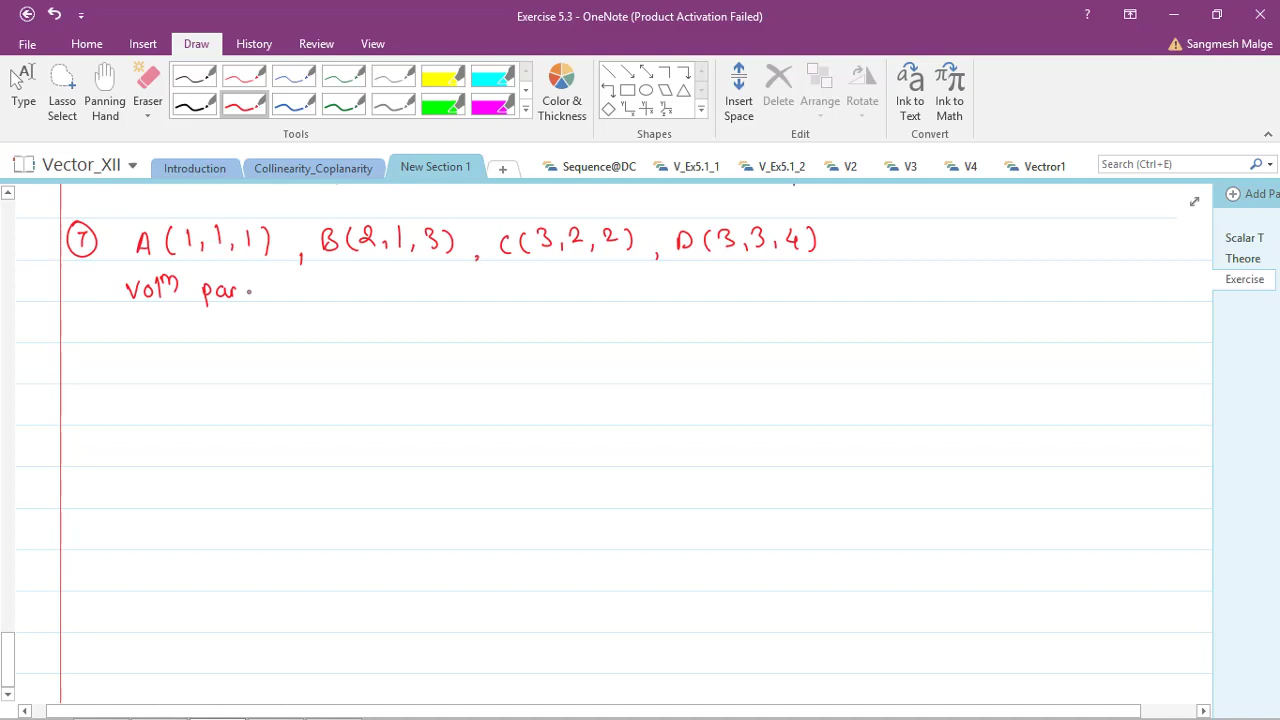 Exercise 5.3 - OneNote (Product Activation Failed)
File Home Insert Draw History Review View Sangmesh Malge
Type Lasso Select Panning Hand Eraser Color & Thickness Insert Space Delete Arrange Rotate Ink to Text Ink to Math
Tools Shapes Edit Convert
Vector_XII Introduction Collinearity_Coplanarity New Section 1 Sequence@DC V_Ex5.1_1 V_Ex5.1_2 V2 V3 V4 Vectror1 Search (Ctrl+E)
Add Pa
Scalar T
Theore
Exercise
7 A (1,1,1) , B(2,1,3) , C(3,2,2) , D(3,3,4)
Volm par